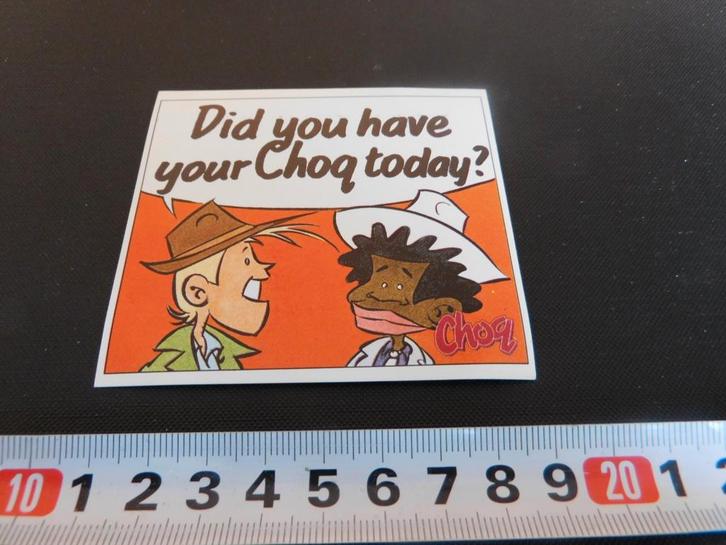 Did you have
your Choq today?
Choq
10 1 2 3 4 5 6 7 8 9 20 1